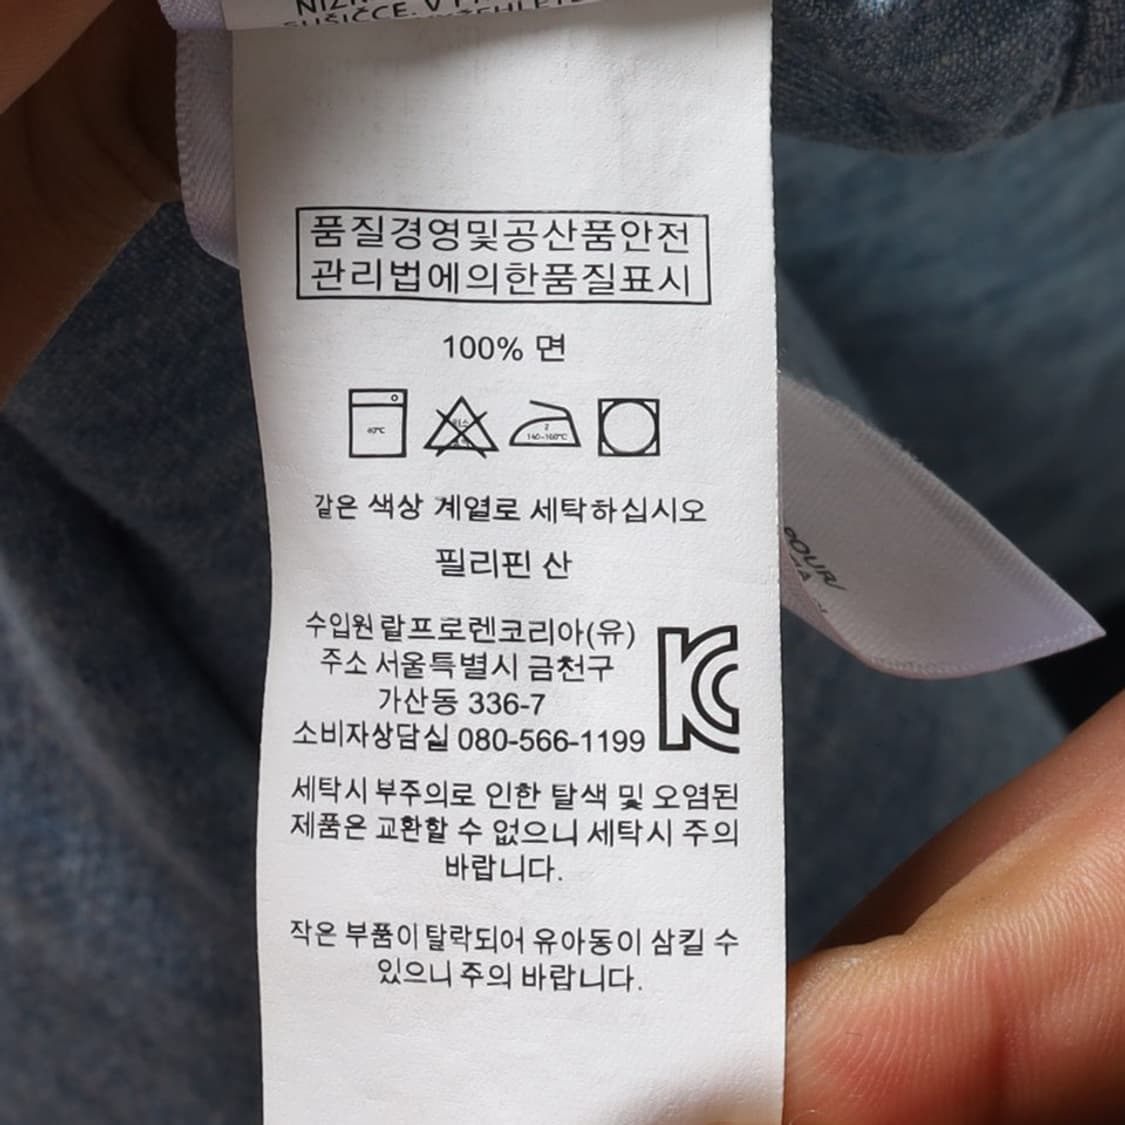 품질경영및공산품안전
관리법에의한품질표시
100% 면
40℃
2
140~160℃
같은 색상 계열로 세탁하십시오
필리핀 산
수입원 랄프로렌코리아(유)
주소 서울특별시 금천구
가산동 336-7
소비자상담실 080-566-1199
세탁시 부주의로 인한 탈색 및 오염된
제품은 교환할 수 없으니 세탁시 주의
바랍니다.
작은 부품이 탈락되어 유아동이 삼킬 수
있으니 주의 바랍니다.
POUR